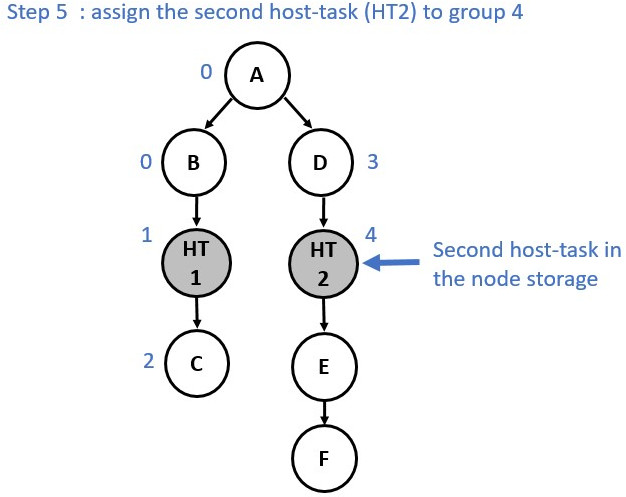 Step 5 : assign the second host-task (HT2) to group 4
0
A
0
B
D
3
1
HT
1
HT
2
4
Second host-task in
the node storage
2
C
E
F